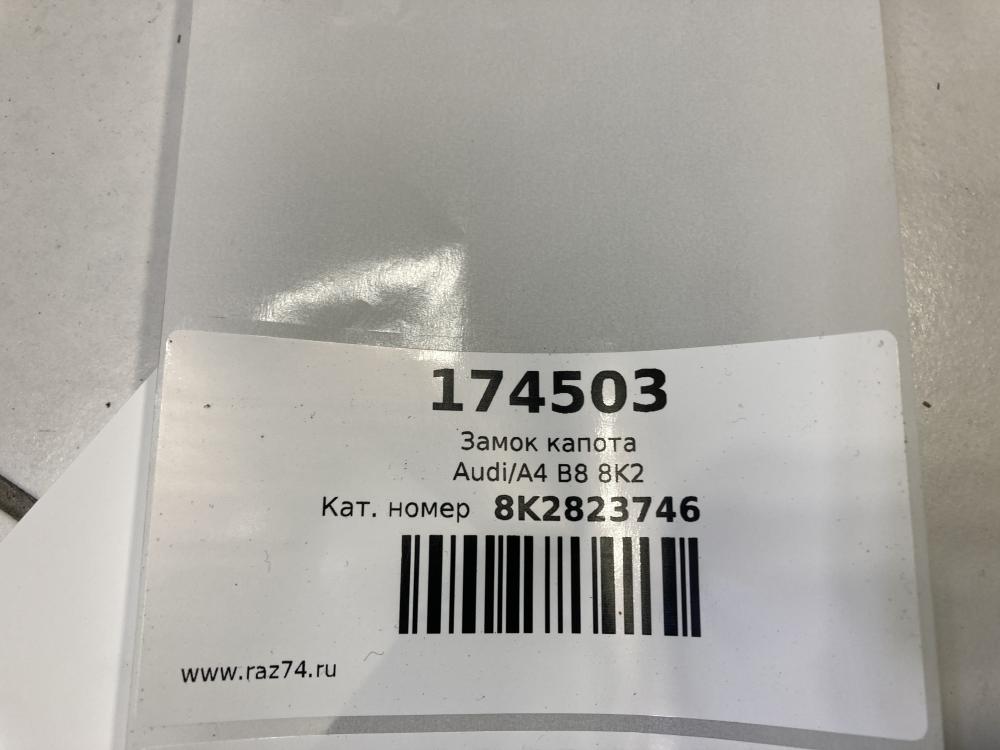 174503
Замок капота
Audi/A4 B8 8K2
Кат. номер 8K2823746
www.raz74.ru